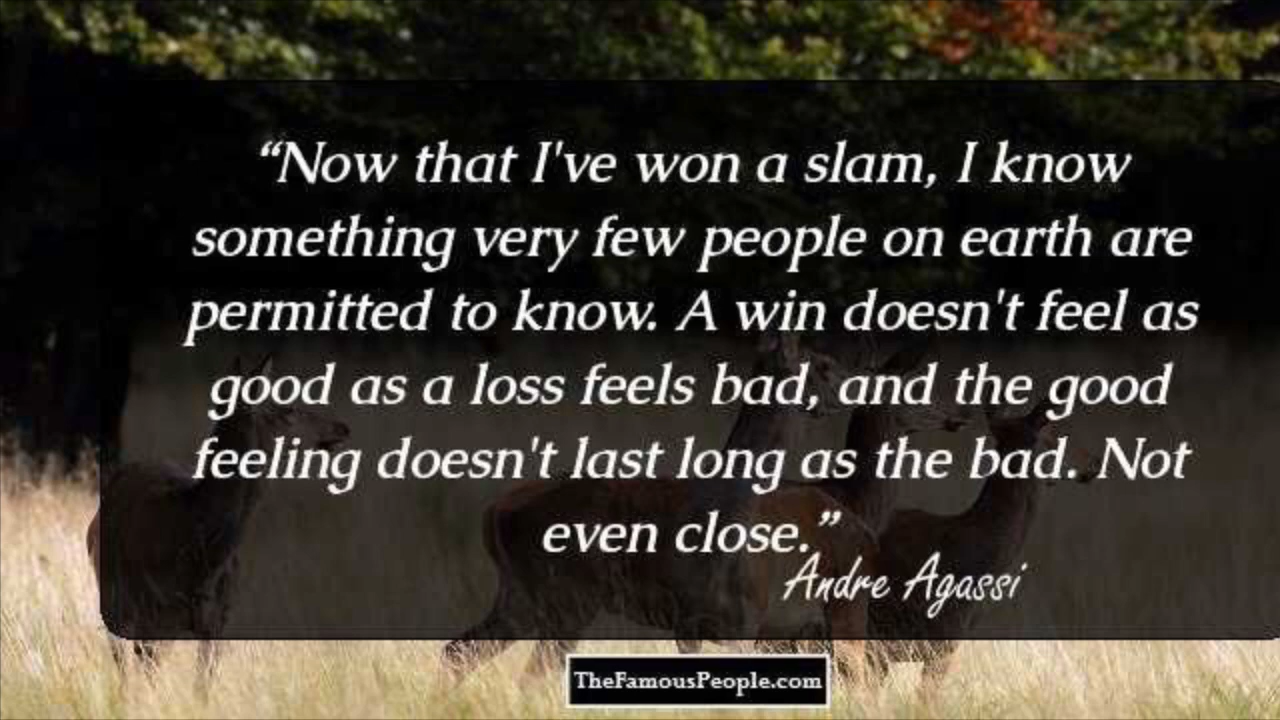 “Now that I've won a slam, I know
something very few people on earth are
permitted to know. A win doesn't feel as
good as a loss feels bad, and the good
feeling doesn't last long as the bad. Not
even close.”
Andre Agassi
TheFamousPeople.com